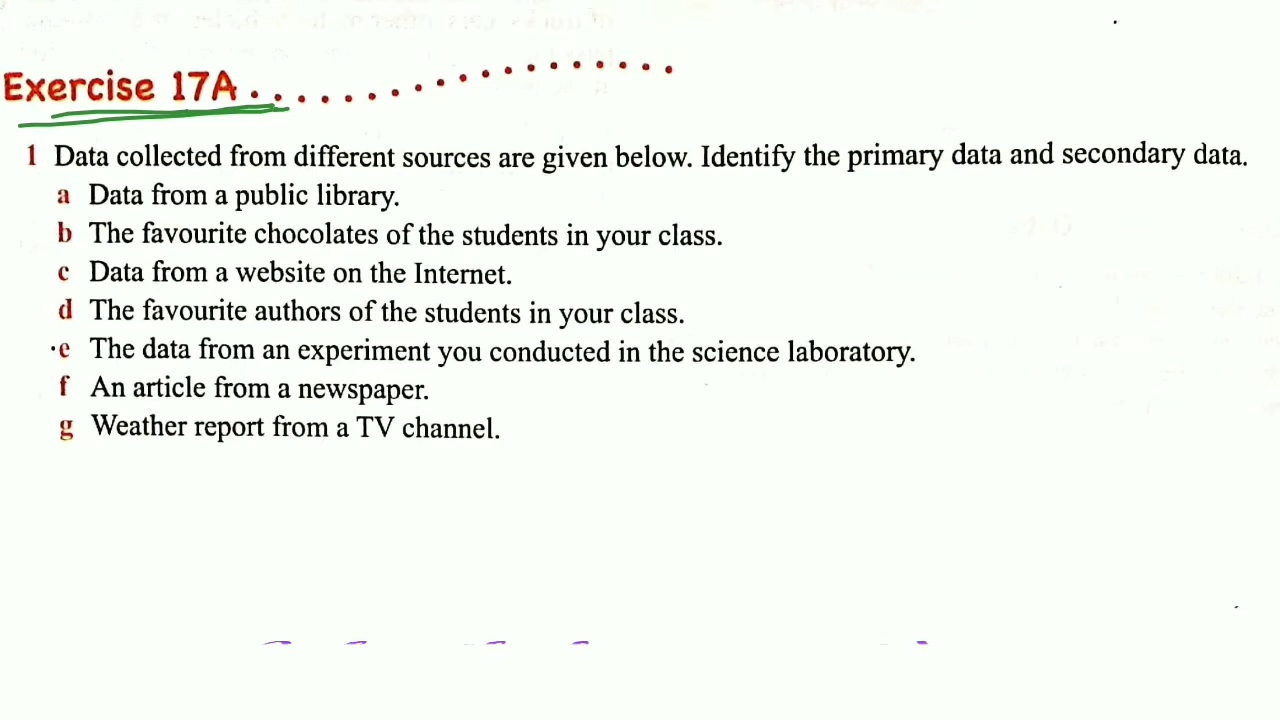 Exercise 17A
1 Data collected from different sources are given below. Identify the primary data and secondary data.
a Data from a public library.
b The favourite chocolates of the students in your class.
c Data from a website on the Internet.
d The favourite authors of the students in your class.
e The data from an experiment you conducted in the science laboratory.
f An article from a newspaper.
g Weather report from a TV channel.